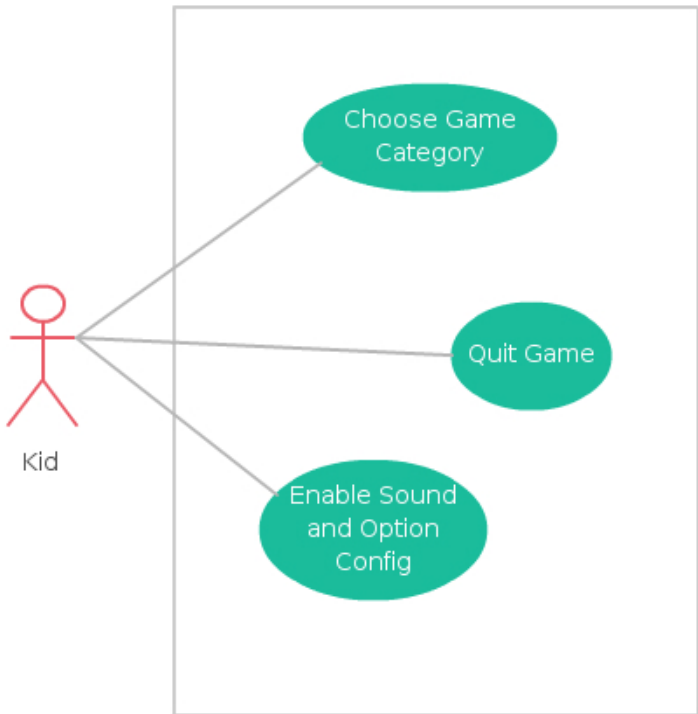 Choose Game
Category
Quit Game
Kid
Enable Sound
and Option
Config